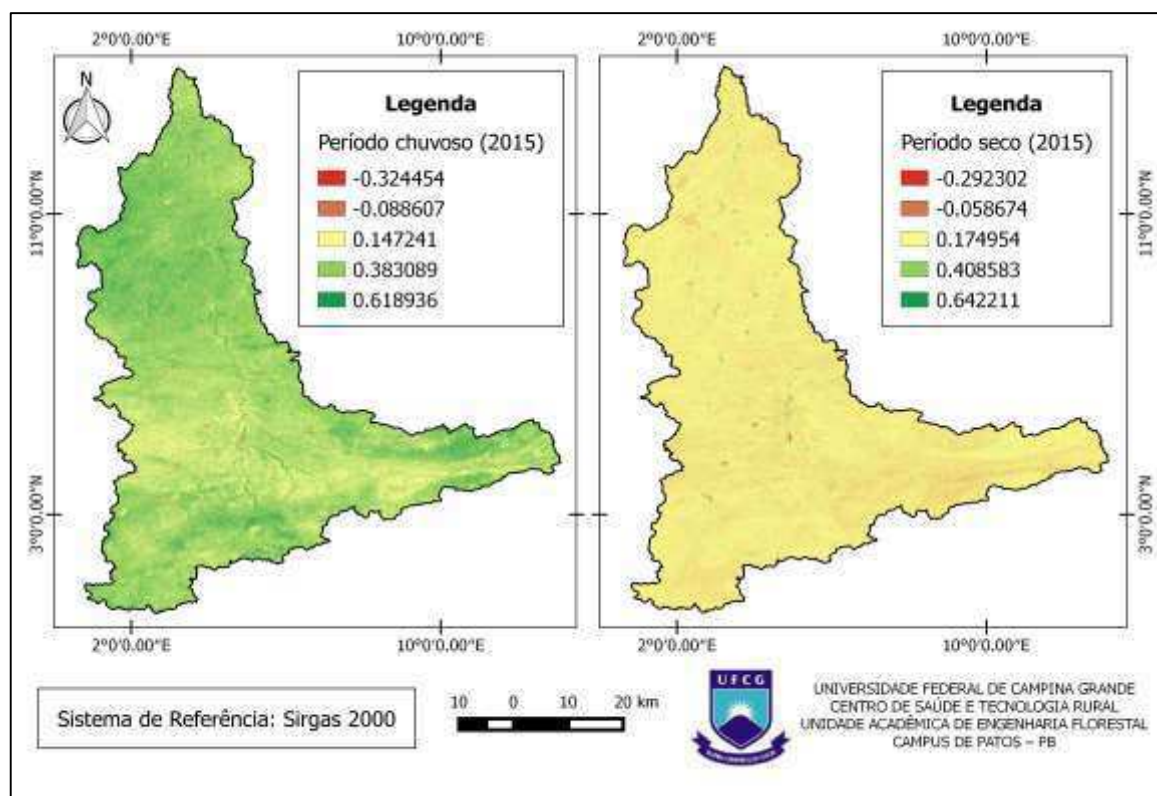 2°0'0.00"E
10°0'0.00"E
2°0'0.00"E
10°0'0.00"E
N
Legenda
Período chuvoso (2015)
-0.324454
-0.088607
0.147241
0.383089
0.618936
Legenda
Período seco (2015)
-0.292302
-0.058674
0.174954
0.408583
0.642211
11°0'0.00"N
3°0'0.00"N
11°0'0.00"N
3°0'0.00"N
2°0'0.00"E
10°0'0.00"E
2°0'0.00"E
10°0'0.00"E
Sistema de Referência: Sirgas 2000
10 0 10 20 km
UFCG
UNIVERSIDADE FEDERAL DE CAMPINA GRANDE
CENTRO DE SAÚDE E TECNOLOGIA RURAL
UNIDADE ACADÊMICA DE ENGENHARIA FLORESTAL
CAMPUS DE PATOS – PB